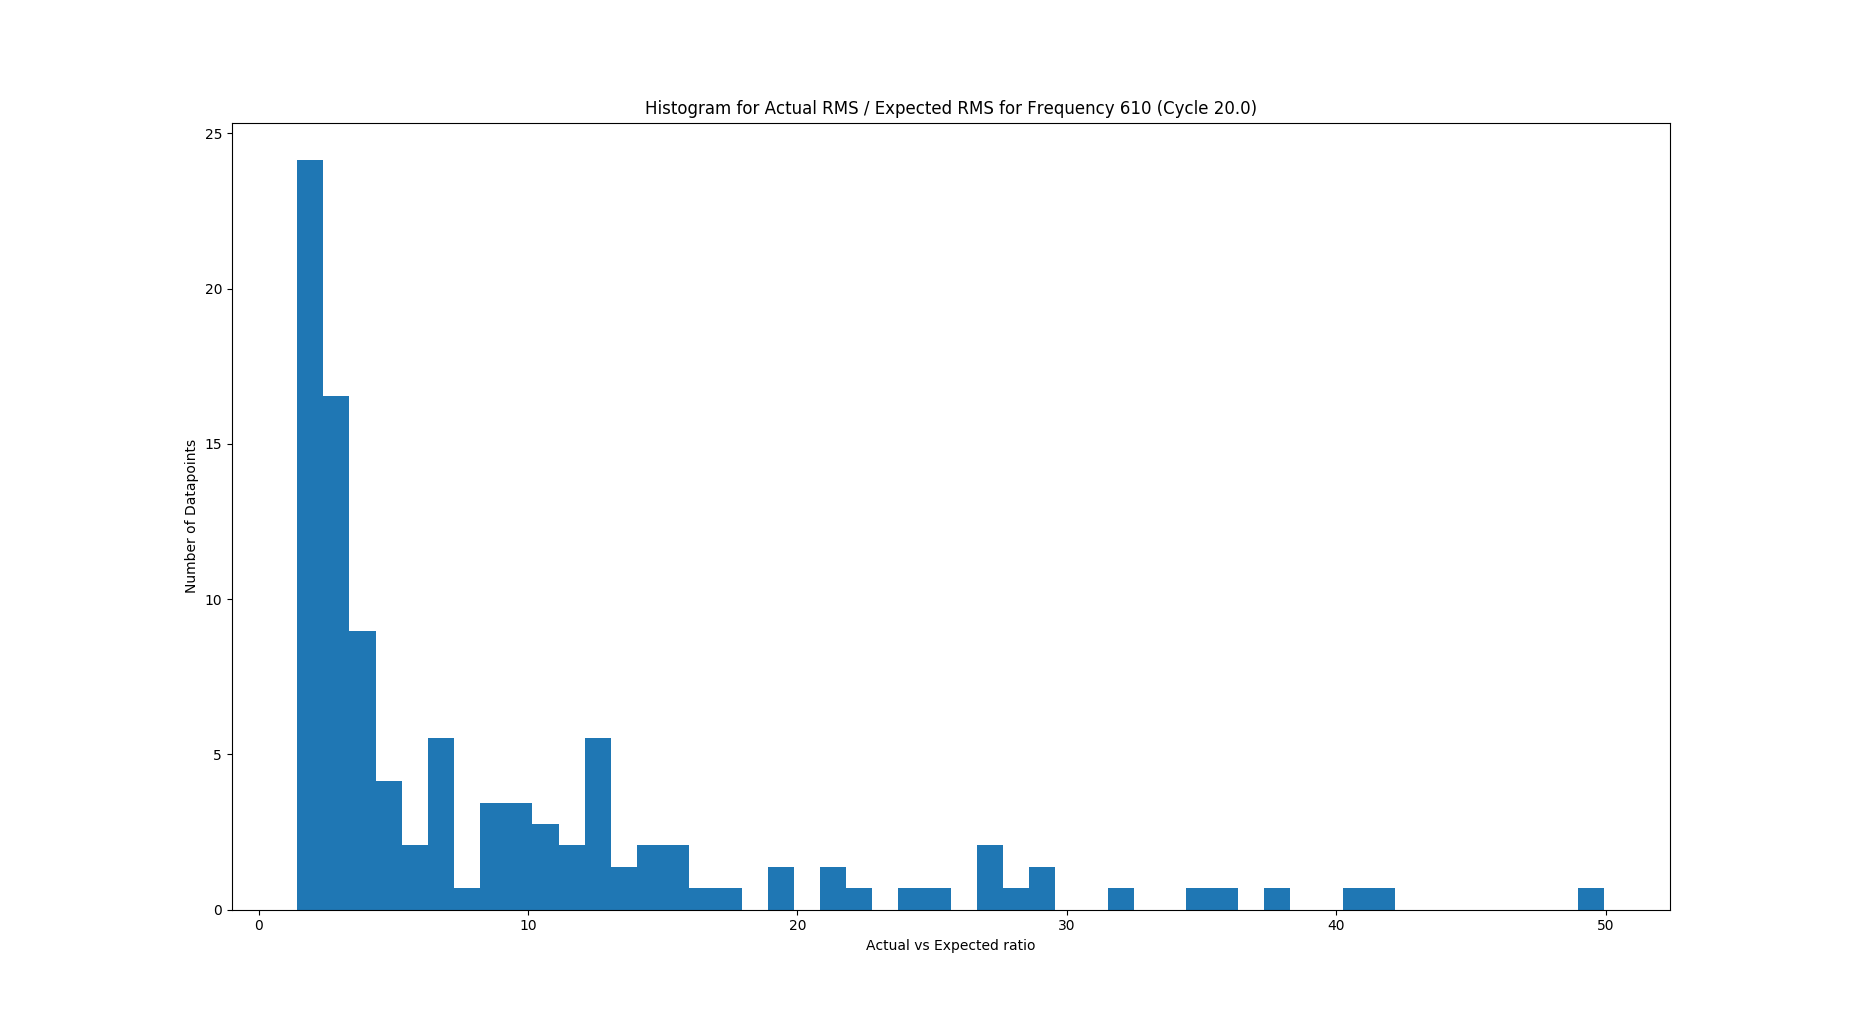 Histogram for Actual RMS / Expected RMS for Frequency 610 (Cycle 20.0)
25
20
15
10
5
0
Number of Datapoints
0 10 20 30 40 50
Actual vs Expected ratio